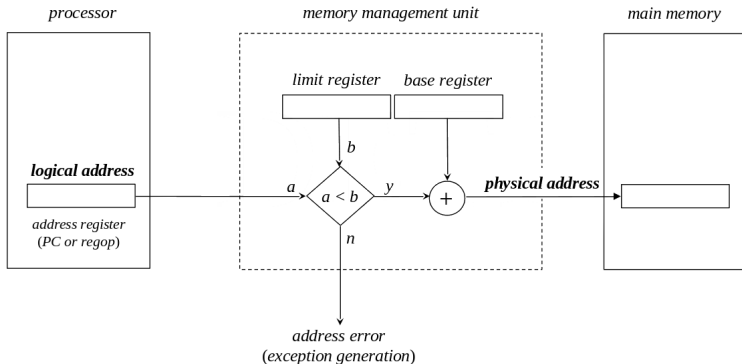 processor
memory management unit
main memory
limit register
base register
b
logical address
a
a < b
y
+
physical address
address register
(PC or regop)
n
address error
(exception generation)